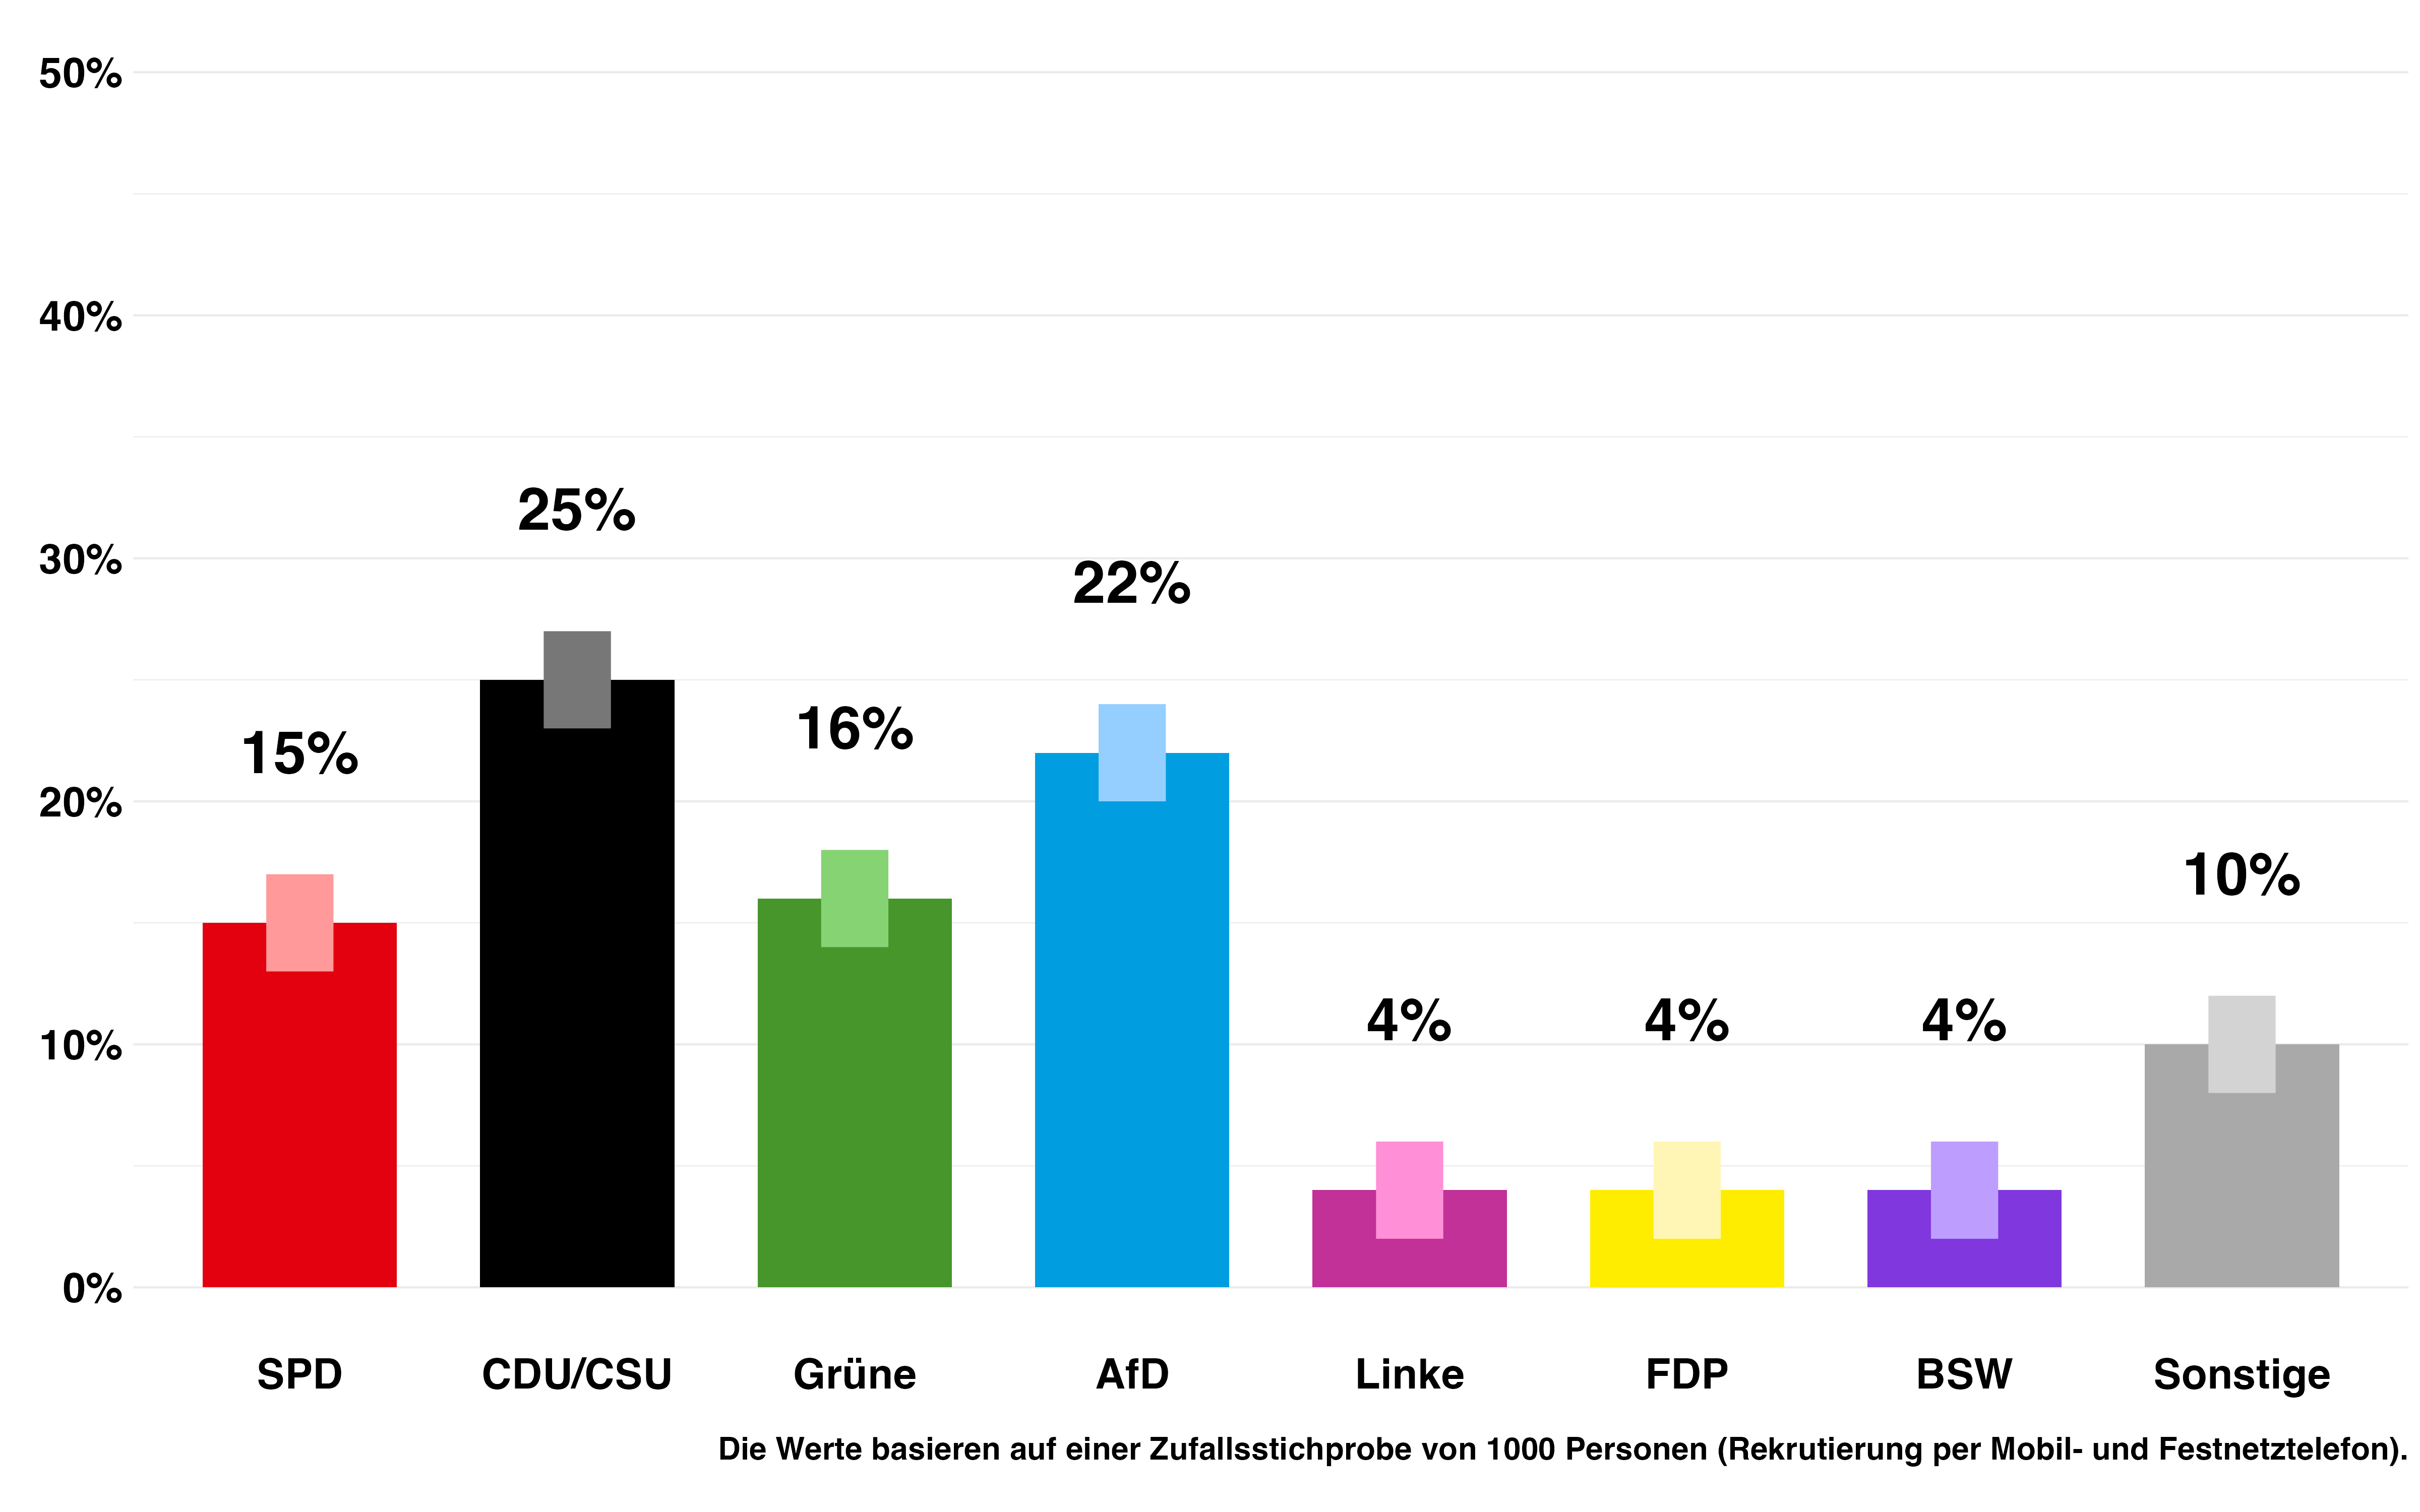 50%
40%
30%
20%
10%
0%
15%
25%
16%
22%
4%
4%
4%
10%
SPD
CDU/CSU
Grüne
AfD
Linke
FDP
BSW
Sonstige
Die Werte basieren auf einer Zufallsstichprobe von 1000 Personen (Rekrutierung per Mobil- und Festnetztelefon).